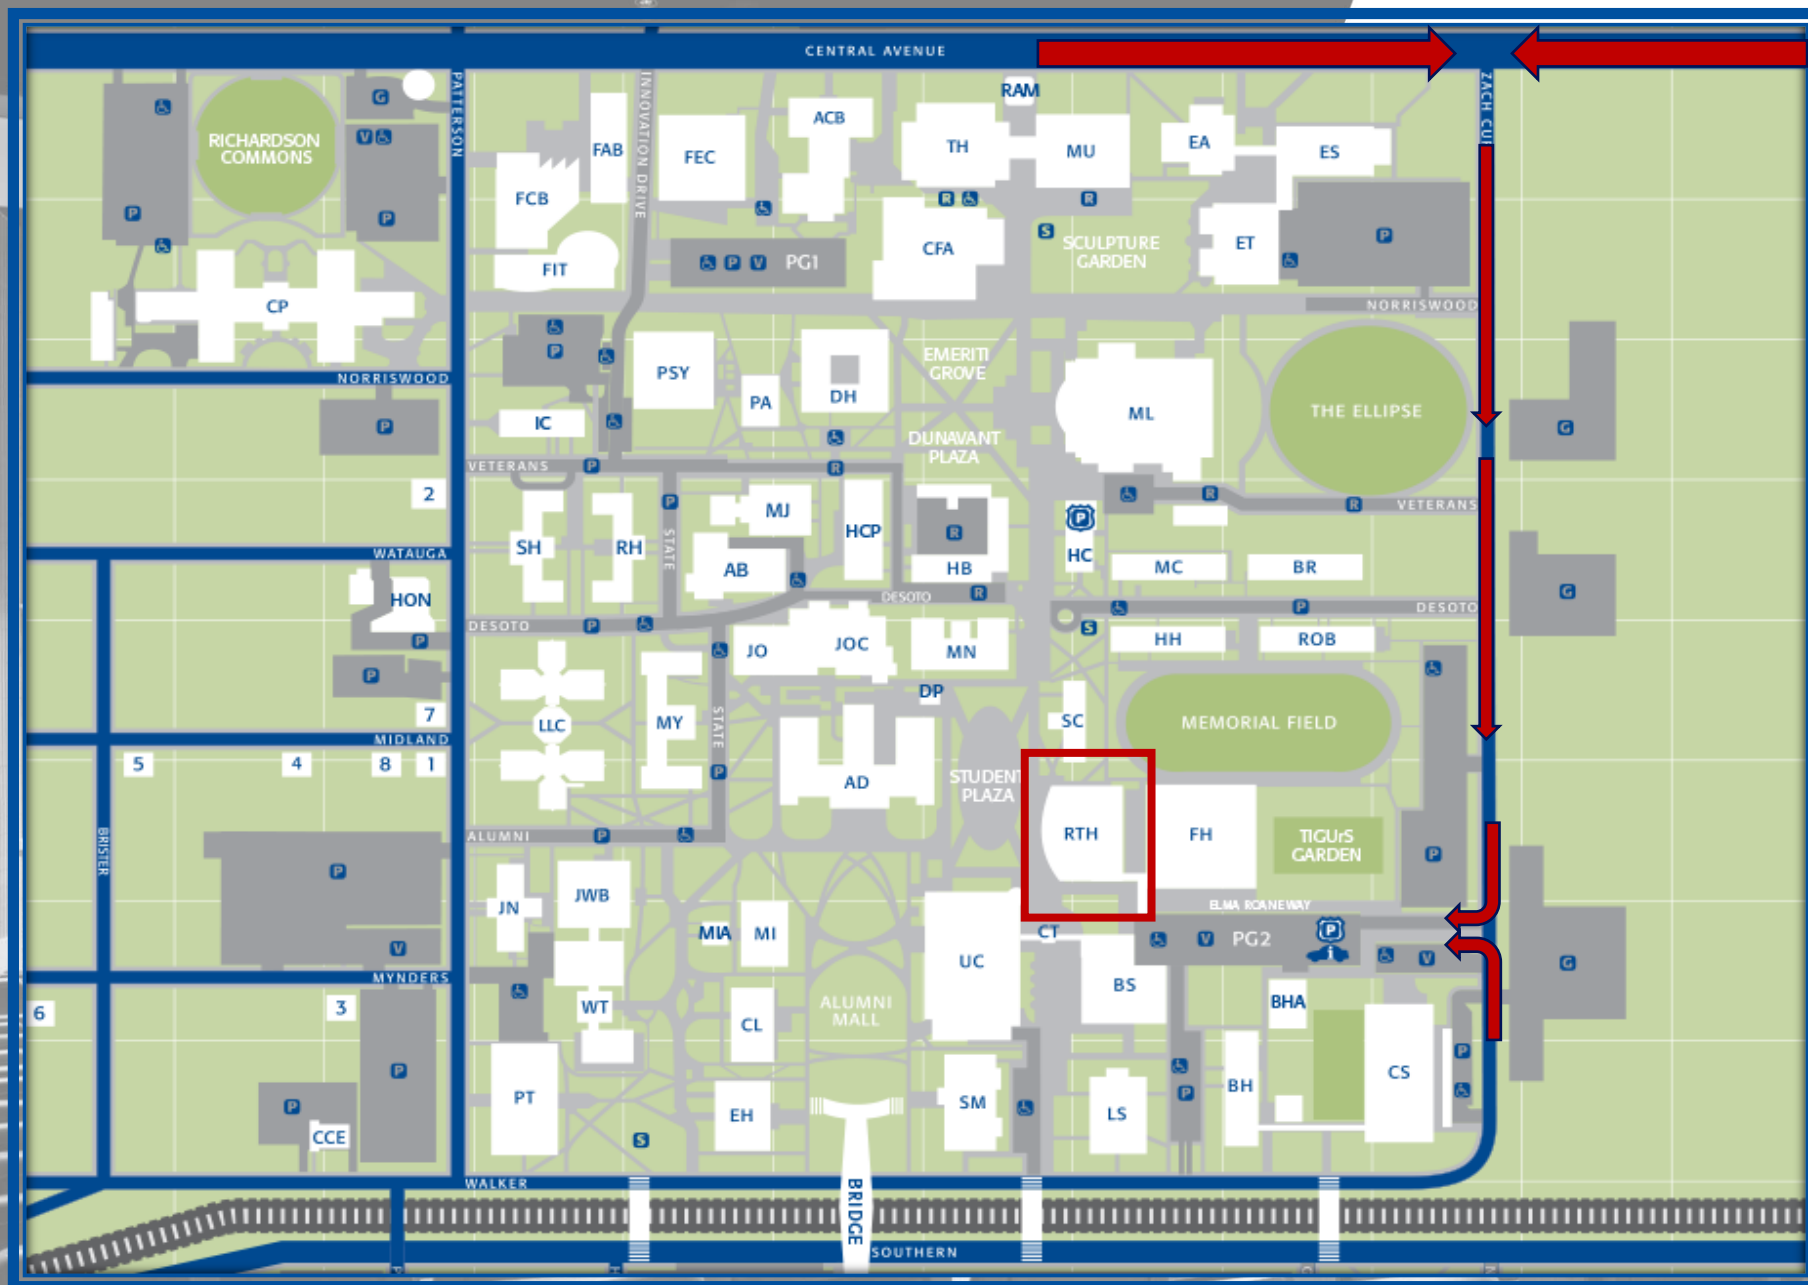 CENTRAL AVENUE
PATTERSON
INNOVATION DRIVE
RAM
G
ACB
V
RICHARDSON
COMMONS
FAB
FEC
TH
MU
EA
ES
FCB
P
P
R
R
S
SCULPTURE
GARDEN
ET
P
CFA
FIT
P
V
PG1
CP
NORRISWOOD
P
PSY
EMERITI
GROVE
NORRISWOOD
PA
DH
IC
ML
THE ELLIPSE
P
G
DUNAVANT
PLAZA
VETERANS
P
R
2
P
R
R
VETERANS
MJ
P
HCP
R
SH
RH
STATE
WATAUGA
HC
AB
HB
MC
BR
HON
DESOTO
R
P
DESOTO
G
DESOTO
P
P
S
JO
JOC
MN
HH
ROB
P
DP
7
LLC
MY
STATE
SC
MEMORIAL FIELD
MIDLAND
5
4
8
1
P
AD
STUDENT
PLAZA
RTH
FH
TIGUrS
GARDEN
P
ALUMNI
P
BRISTER
P
JN
JWB
ELMA ROANEWAY
MIA
MI
CT
V
PG2
P
V
V
UC
G
MYNDERS
BS
6
3
WT
CL
ALUMNI
MALL
BHA
P
P
PT
P
EH
SM
LS
P
BH
CS
CCE
S
WALKER
BRIDGE
SOUTHERN